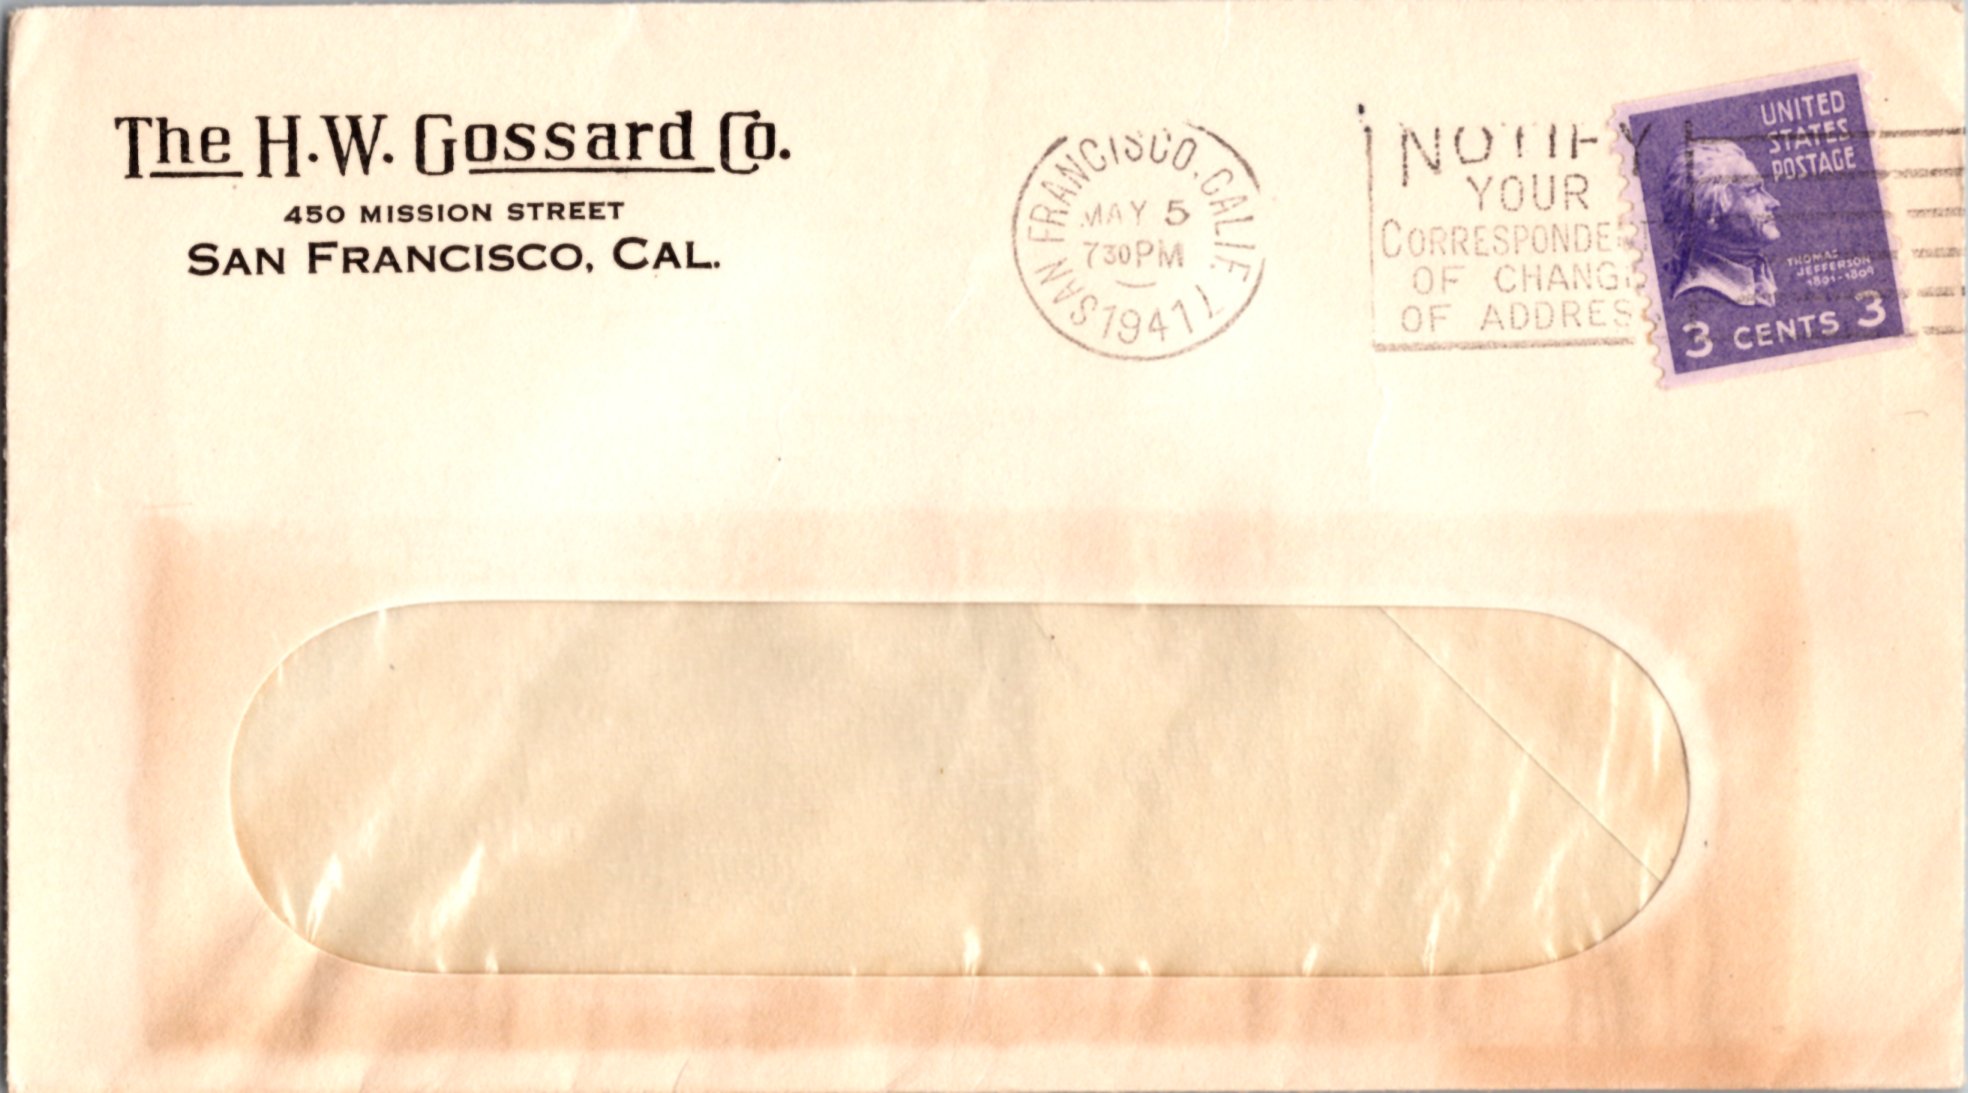 The H.W. Gossard Co.
450 MISSION STREET
SAN FRANCISCO, CAL.
SAN FRANCISCO, CALIF.
MAY 5
730PM
1941
NOTIFY
YOUR
CORRESPONDE
OF CHANG
OF ADDRES
UNITED
STATES
POSTAGE
THOMAS
JEFFERSON
1801-1809
3 CENTS 3